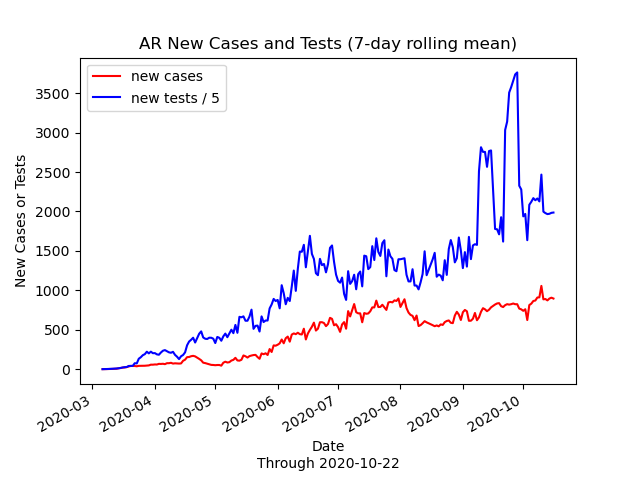 AR New Cases and Tests (7-day rolling mean)
new cases
new tests / 5
New Cases or Tests
3500
3000
2500
2000
1500
1000
500
0
2020-03
2020-04
2020-05
2020-06
2020-07
2020-08
2020-09
2020-10
Date
Through 2020-10-22